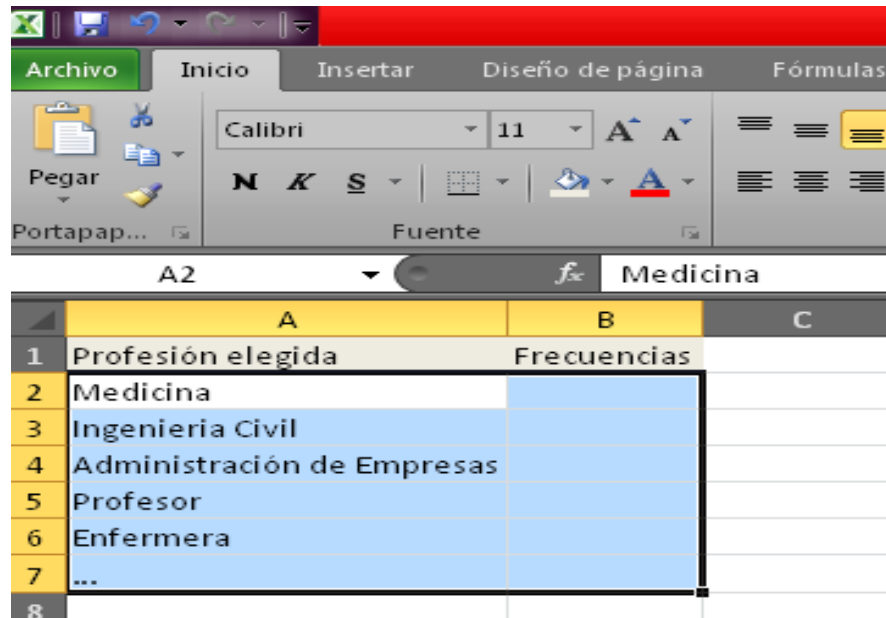 Archivo Inicio Insertar Diseño de página Fórmulas
Calibri 11 A A
Pegar N K S A
Portapap... Fuente
A2 fx Medicina
A B C
1 Profesión elegida Frecuencias
2 Medicina
3 Ingenieria Civil
4 Administración de Empresas
5 Profesor
6 Enfermera
7 ...
8